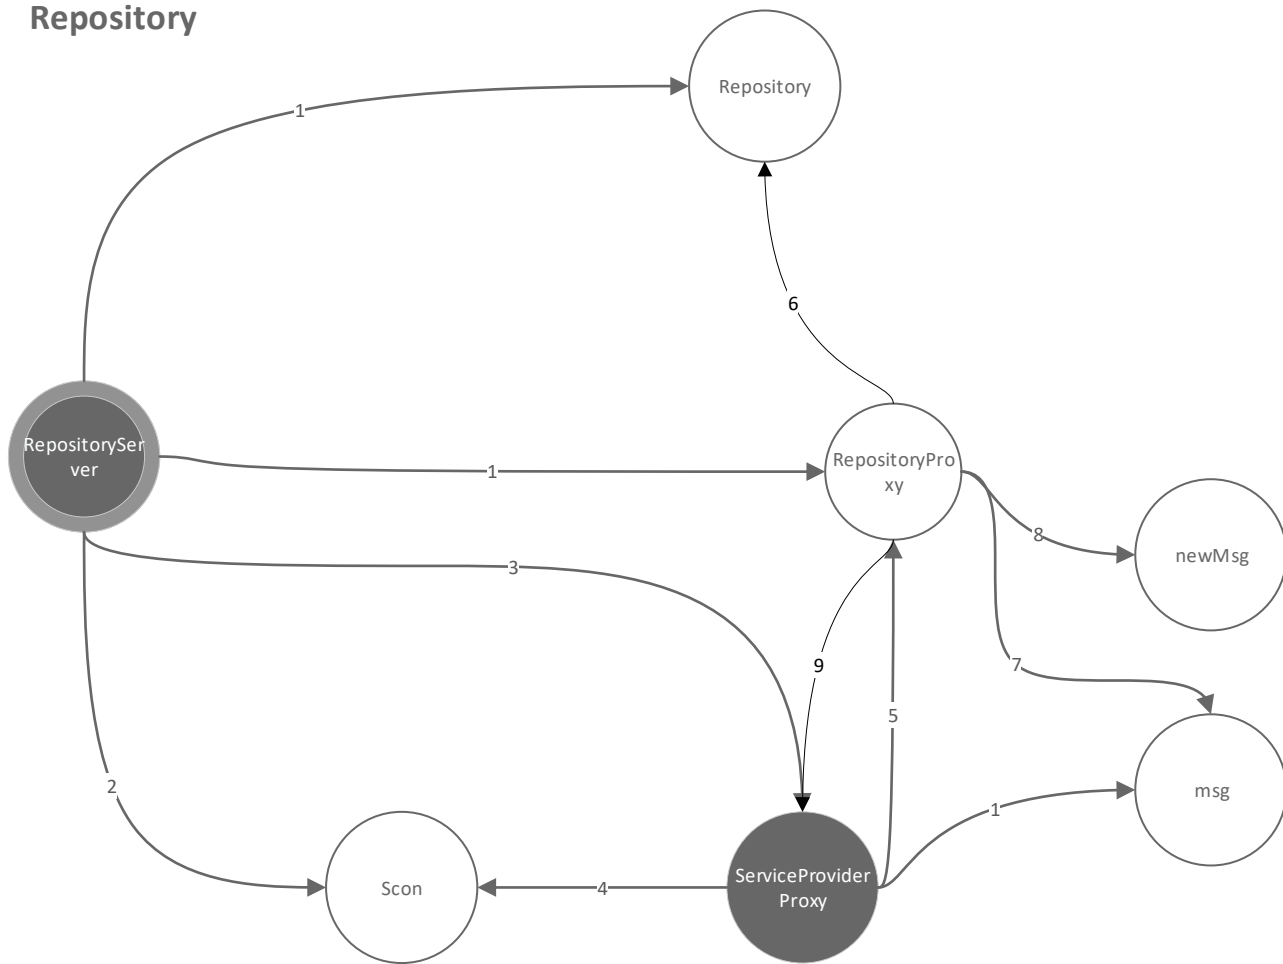 Repository
Repository
1
6
RepositorySer
ver
1
RepositoryPro
xy
8
newMsg
3
9
7
5
2
msg
1
Scon
4
ServiceProvider
Proxy